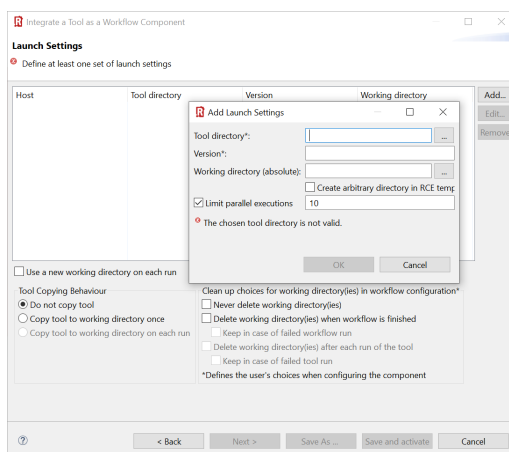 Integrate a Tool as a Workflow Component
Launch Settings
Define at least one set of launch settings
Host Tool directory Version Working directory
Add...
Edit...
Remove
Add Launch Settings
Tool directory*:
...
Version*:
Working directory (absolute):
...
Create arbitrary directory in RCE temp
Limit parallel executions 10
The chosen tool directory is not valid.
OK Cancel
Use a new working directory on each run
Tool Copying Behaviour
Do not copy tool
Copy tool to working directory once
Copy tool to working directory on each run
Clean up choices for working directory(ies) in workflow configuration*
Never delete working directory(ies)
Delete working directory(ies) when workflow is finished
Keep in case of failed workflow run
Delete working directory(ies) after each run of the tool
Keep in case of failed tool run
*Defines the user's choices when configuring the component
? < Back Next > Save As ... Save and activate Cancel